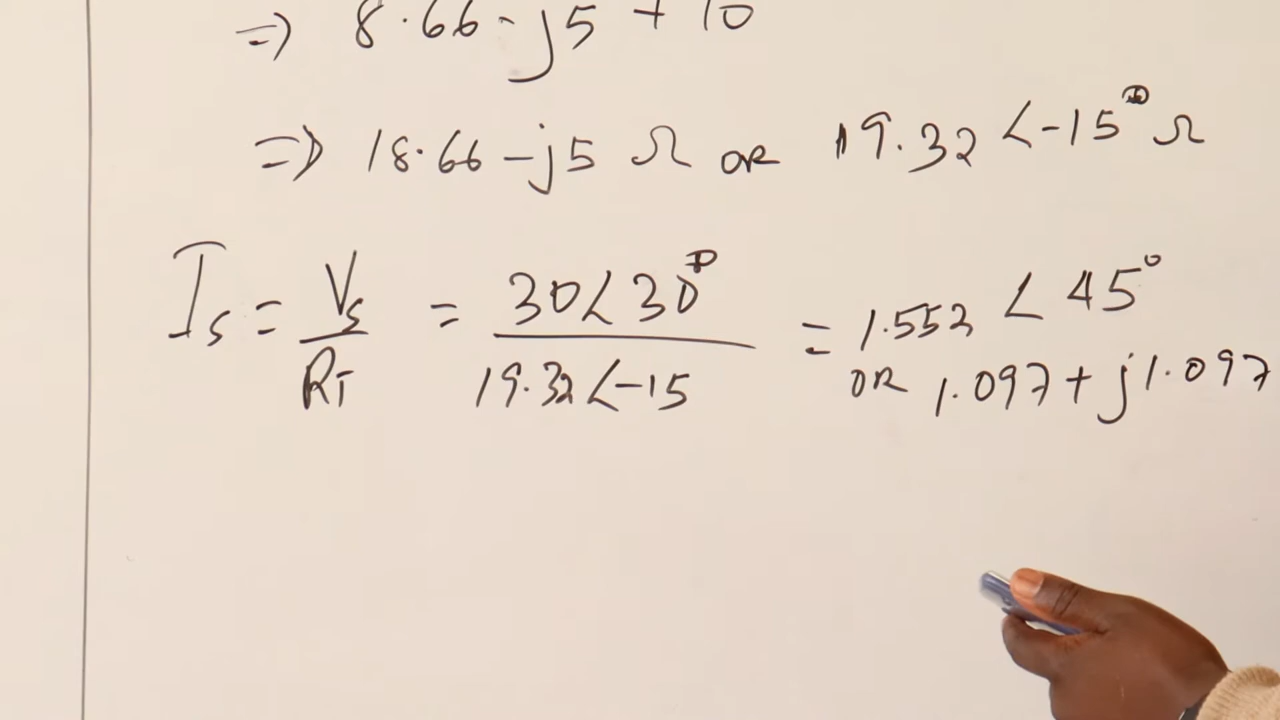 ⇒ 8.66 - j5 + 10
⇒ 18.66 - j5 Ω OR 19.32 < -15° Ω
Is = Vs / RT = 30<30° / 19.32<-15 = 1.552 < 45°
OR 1.097 + j1.097